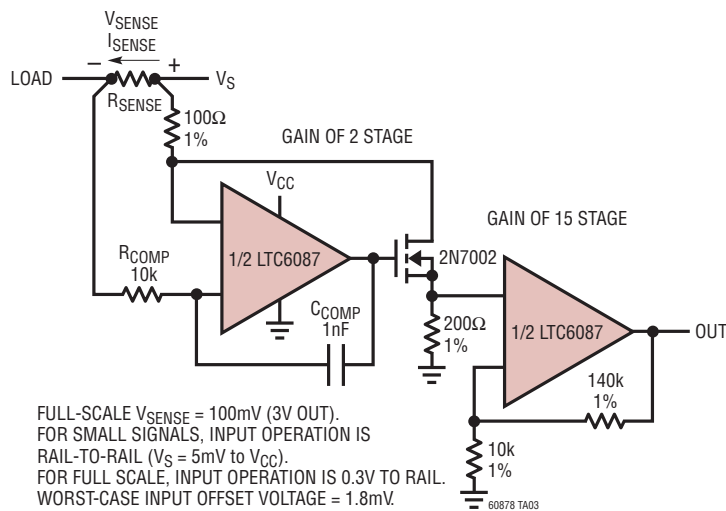 VSENSE
ISENSE
− +
LOAD
VS
RSENSE
100Ω
1%
GAIN OF 2 STAGE
VCC
GAIN OF 15 STAGE
RCOMP
10k
1/2 LTC6087
2N7002
CCOMP
1nF
200Ω
1%
1/2 LTC6087
OUT
140k
1%
10k
1%
FULL-SCALE VSENSE = 100mV (3V OUT).
FOR SMALL SIGNALS, INPUT OPERATION IS
RAIL-TO-RAIL (VS = 5mV to VCC).
FOR FULL SCALE, INPUT OPERATION IS 0.3V TO RAIL.
WORST-CASE INPUT OFFSET VOLTAGE = 1.8mV.
60878 TA03